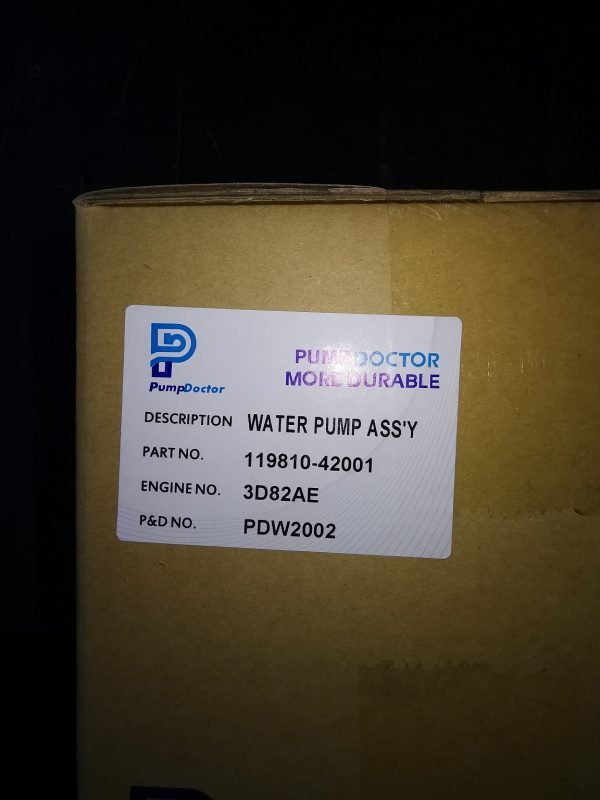 PumpDoctor
PUMPDOCTOR
MORE DURABLE
DESCRIPTION WATER PUMP ASS'Y
PART NO. 119810-42001
ENGINE NO. 3D82AE
P&D NO. PDW2002